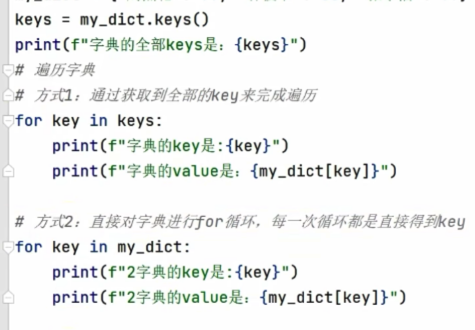 keys = my_dict.keys()
print(f"字典的全部keys是：{keys}")
# 遍历字典
# 方式1：通过获取到全部的key来完成遍历
for key in keys:
    print(f"字典的key是:{key}")
    print(f"字典的value是：{my_dict[key]}")
# 方式2：直接对字典进行for循环，每一次循环都是直接得到key
for key in my_dict:
    print(f"2字典的key是:{key}")
    print(f"2字典的value是：{my_dict[key]}")